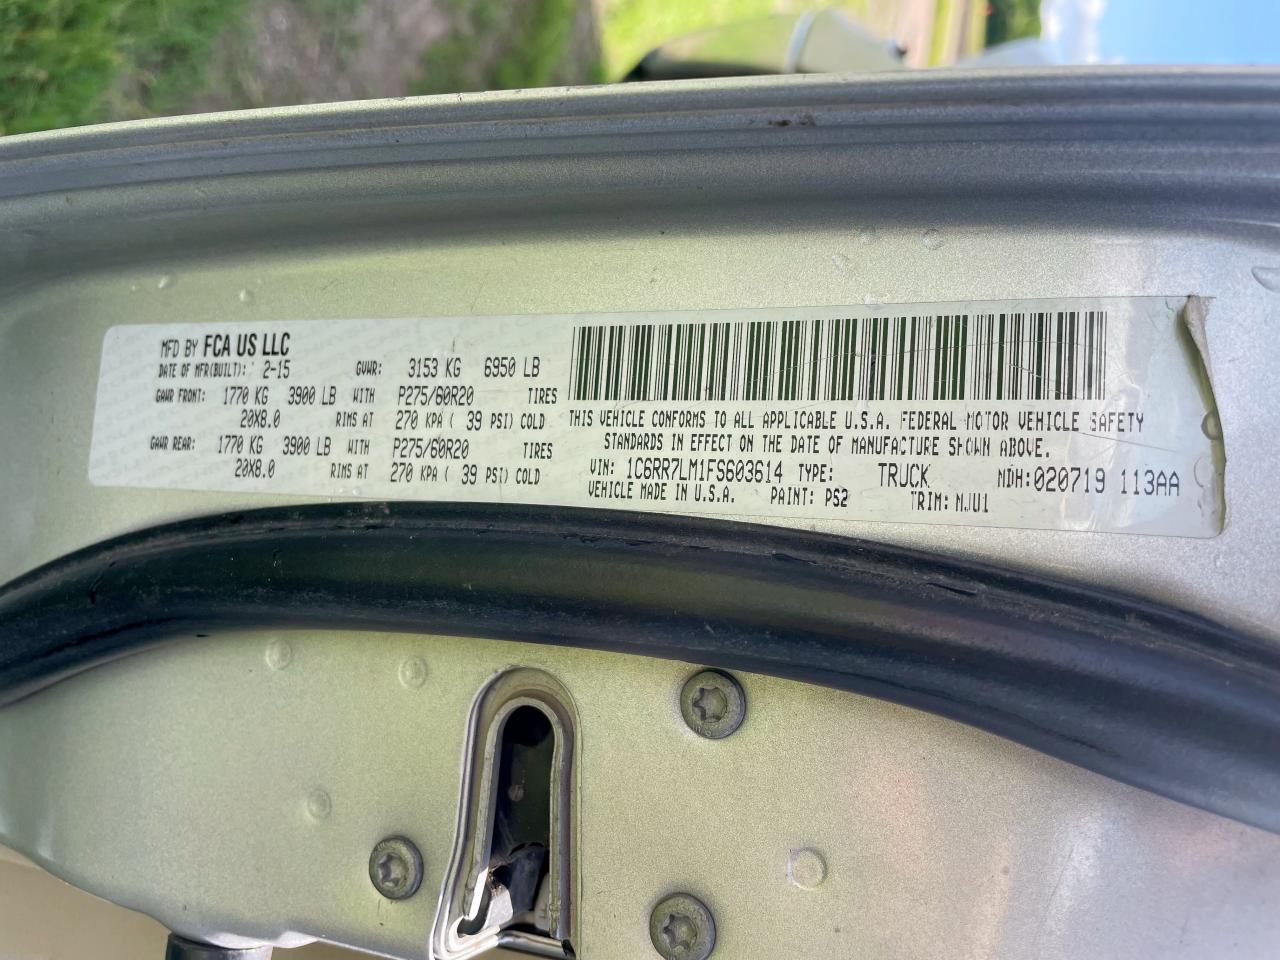 MFD BY FCA US LLC
DATE OF MFR(BUILT): 2-15 GVWR: 3153 KG 6950 LB
GAWR FRONT: 1770 KG 3900 LB WITH P275/60R20 TIRES
20X8.0 RIMS AT 270 KPA ( 39 PSI) COLD
GAWR REAR: 1770 KG 3900 LB WITH P275/60R20 TIRES
20X8.0 RIMS AT 270 KPA ( 39 PSI) COLD
THIS VEHICLE CONFORMS TO ALL APPLICABLE U.S.A. FEDERAL MOTOR VEHICLE SAFETY
STANDARDS IN EFFECT ON THE DATE OF MANUFACTURE SHOWN ABOVE.
VIN: 1C6RR7LM1FS603614 TYPE: TRUCK MDH:020719 113AA
VEHICLE MADE IN U.S.A. PAINT: PS2 TRIM: MJU1